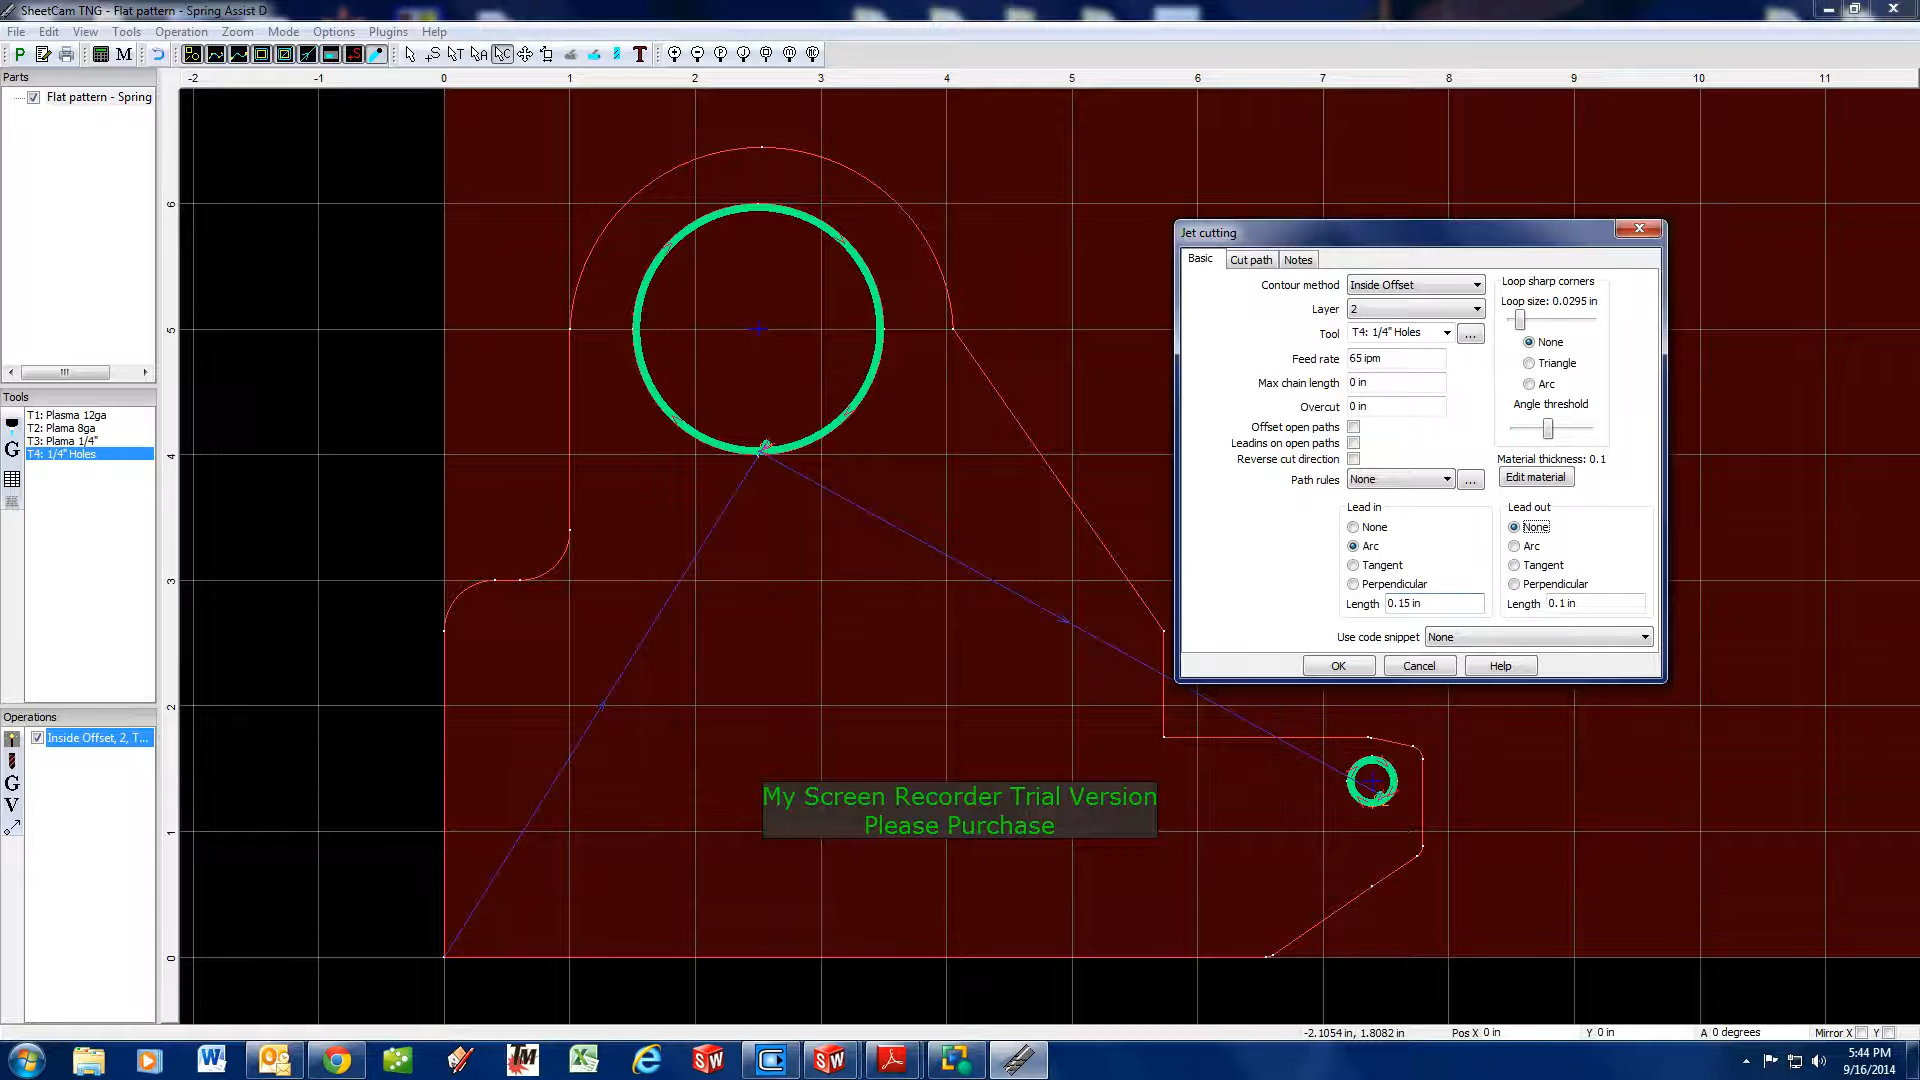 SheetCam TNG - Flat pattern - Spring Assist D
File Edit View Tools Operation Zoom Mode Options Plugins Help
P M S T A C T P J M
Parts
Flat pattern - Spring
-2 -1 0 1 2 3 4 5 6 7 8 9 10 11
6
5
4
3
2
1
0
Tools
T1: Plasma 12ga
T2: Plama 8ga
T3: Plama 1/4"
T4: 1/4" Holes
G
Operations
Inside Offset, 2, T...
G
V
Jet cutting
Basic Cut path Notes
Contour method Inside Offset
Layer 2
Tool T4: 1/4" Holes ...
Feed rate 65 ipm
Max chain length 0 in
Overcut 0 in
Offset open paths
Leadins on open paths
Reverse cut direction
Path rules None ...
Loop sharp corners
Loop size: 0.0295 in
None
Triangle
Arc
Angle threshold
Material thickness: 0.1
Edit material
Lead in
None
Arc
Tangent
Perpendicular
Length 0.15 in
Lead out
None
Arc
Tangent
Perpendicular
Length 0.1 in
Use code snippet None
OK Cancel Help
My Screen Recorder Trial Version
Please Purchase
-2.1054 in, 1.8082 in Pos X 0 in Y 0 in A 0 degrees Mirror X Y
5:44 PM
9/16/2014